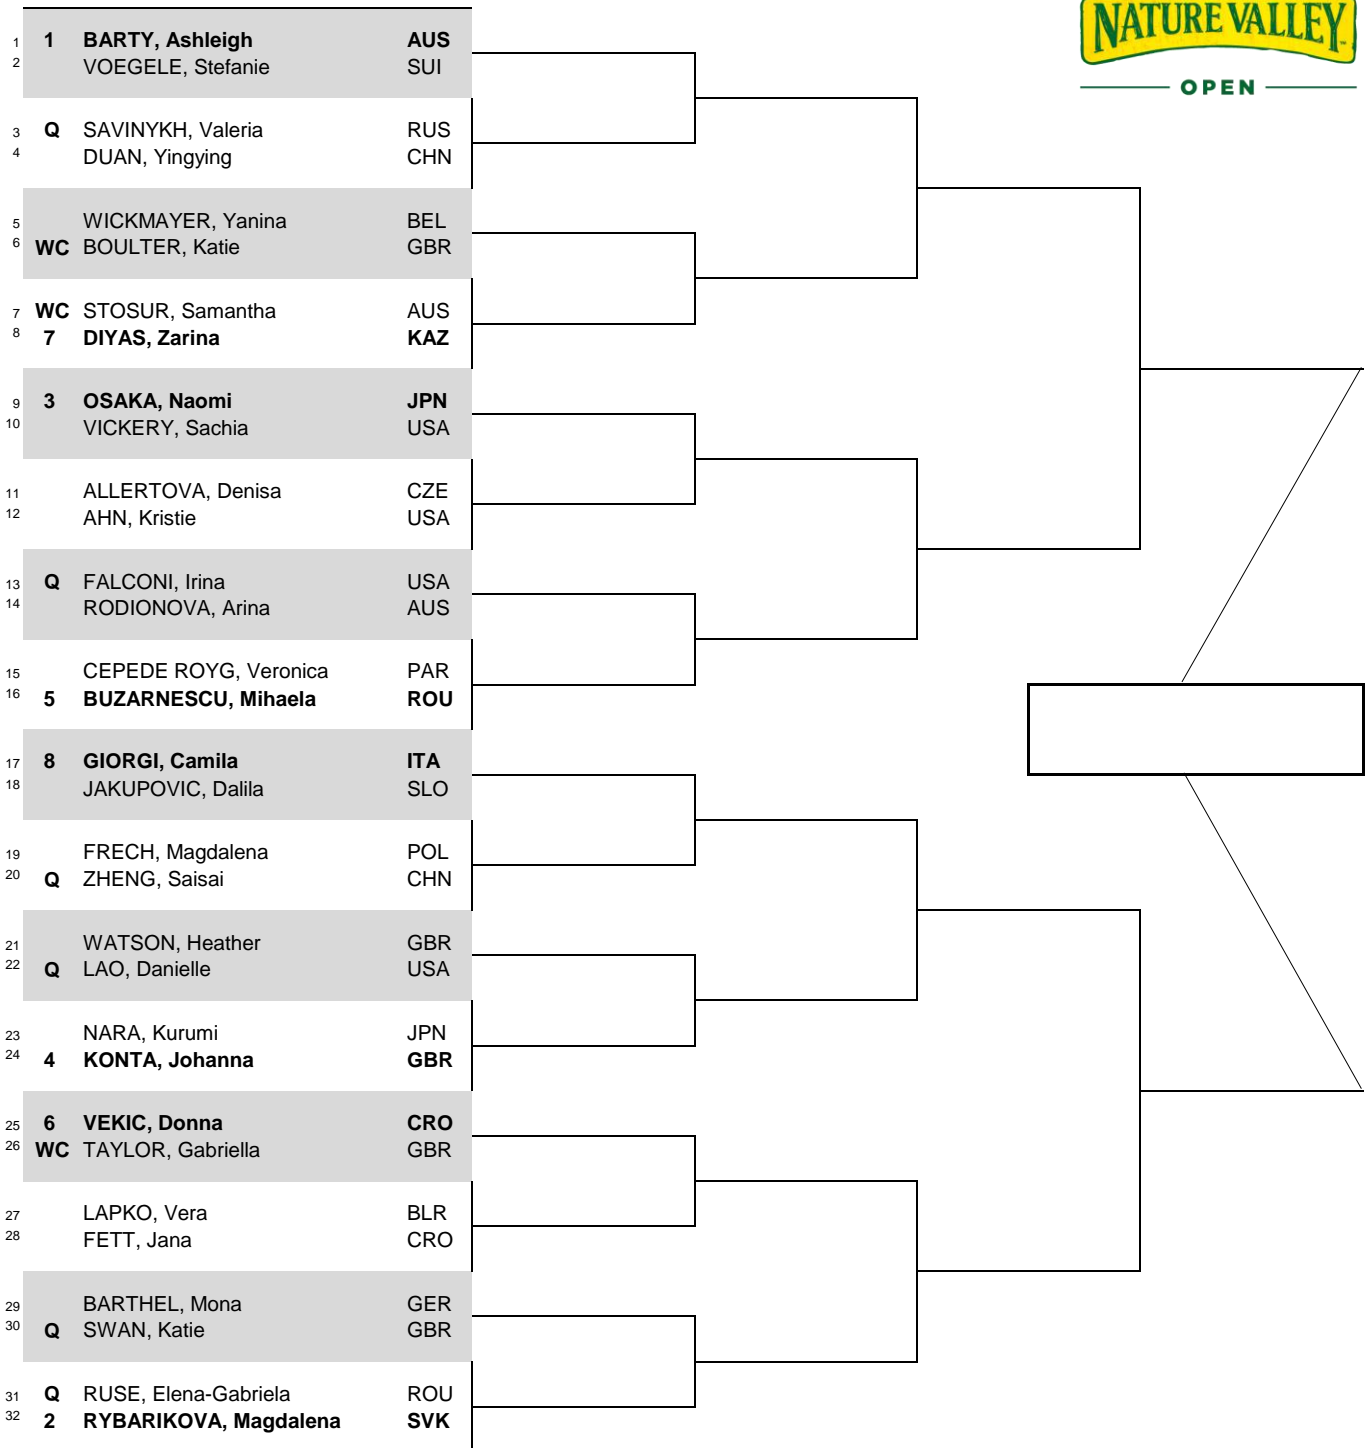 NATURE VALLEY
OPEN
1 1 BARTY, Ashleigh AUS
2 VOEGELE, Stefanie SUI
3 Q SAVINYKH, Valeria RUS
4 DUAN, Yingying CHN
5 WICKMAYER, Yanina BEL
6 WC BOULTER, Katie GBR
7 WC STOSUR, Samantha AUS
8 7 DIYAS, Zarina KAZ
9 3 OSAKA, Naomi JPN
10 VICKERY, Sachia USA
11 ALLERTOVA, Denisa CZE
12 AHN, Kristie USA
13 Q FALCONI, Irina USA
14 RODIONOVA, Arina AUS
15 CEPEDE ROYG, Veronica PAR
16 5 BUZARNESCU, Mihaela ROU
17 8 GIORGI, Camila ITA
18 JAKUPOVIC, Dalila SLO
19 FRECH, Magdalena POL
20 Q ZHENG, Saisai CHN
21 WATSON, Heather GBR
22 Q LAO, Danielle USA
23 NARA, Kurumi JPN
24 4 KONTA, Johanna GBR
25 6 VEKIC, Donna CRO
26 WC TAYLOR, Gabriella GBR
27 LAPKO, Vera BLR
28 FETT, Jana CRO
29 BARTHEL, Mona GER
30 Q SWAN, Katie GBR
31 Q RUSE, Elena-Gabriela ROU
32 2 RYBARIKOVA, Magdalena SVK